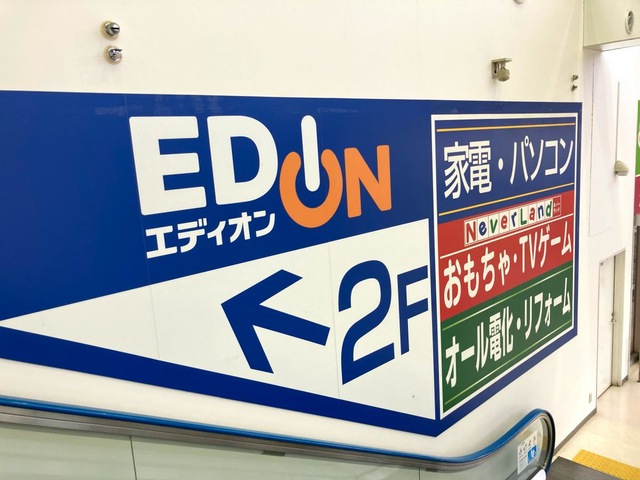 EDION
エディオン
2F
家電・パソコン
NeverLand
おもちゃ・TVゲーム
オール電化・リフォーム